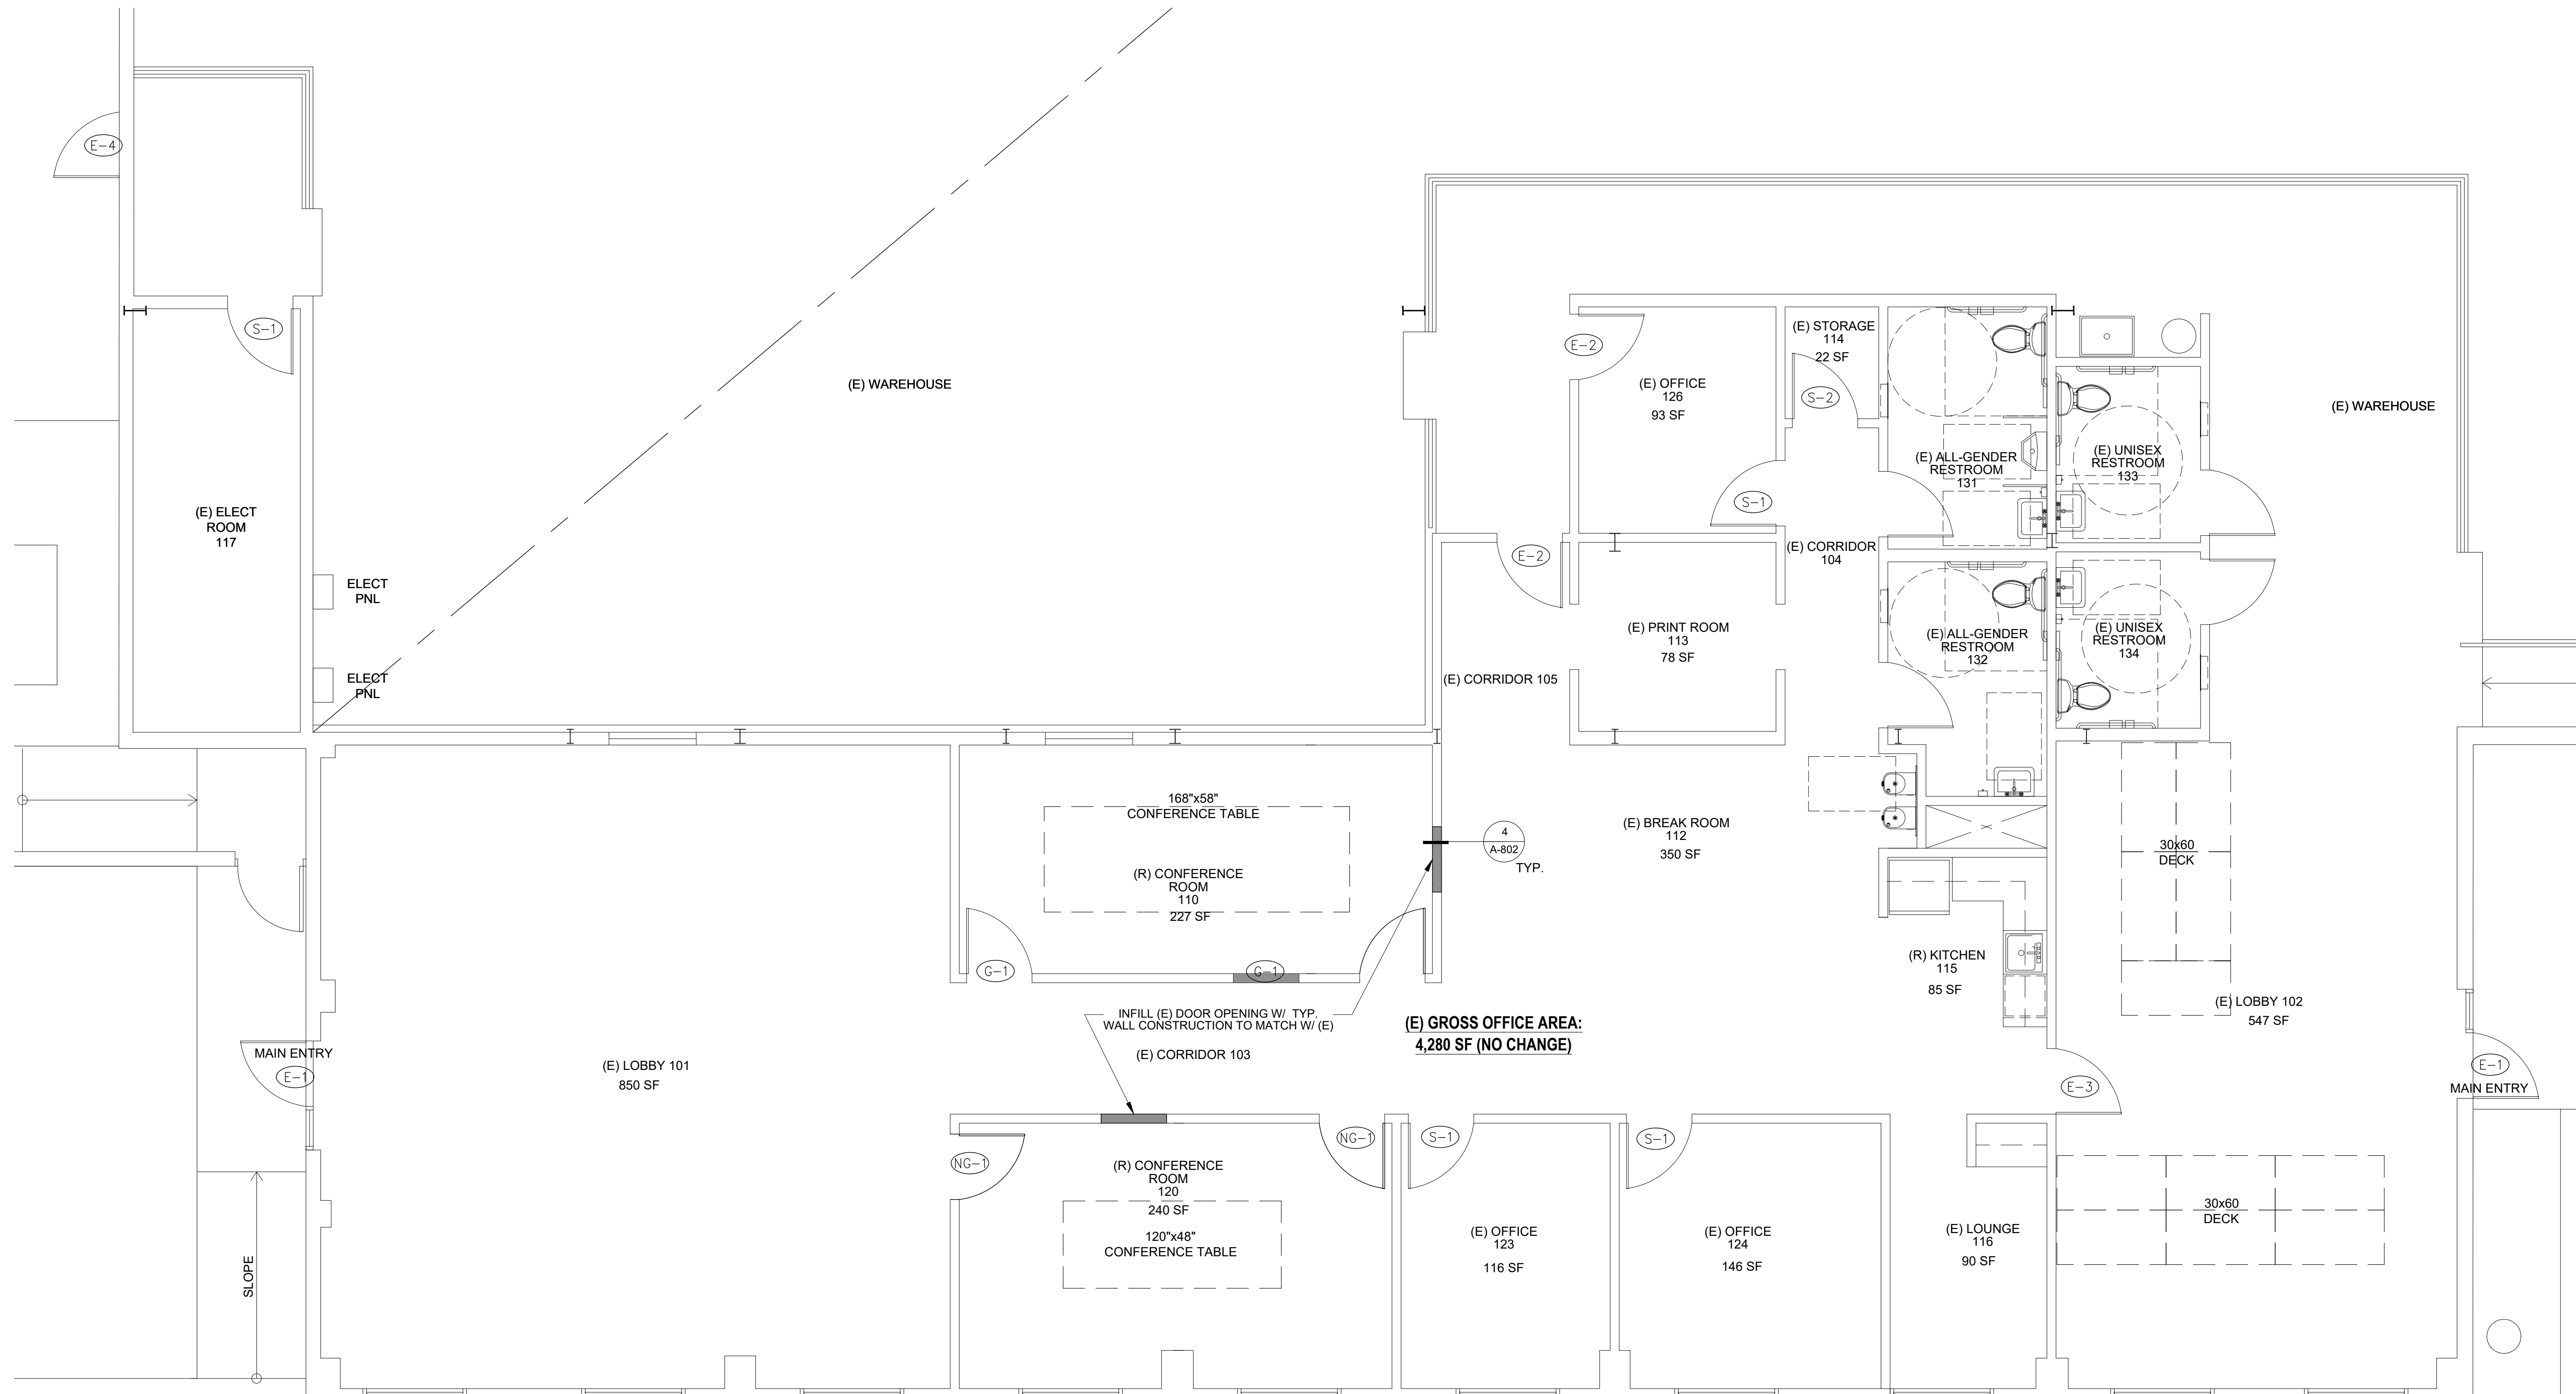 E-4
S-1
(E) WAREHOUSE
(E) ELECT
ROOM
117
ELECT
PNL
ELECT
PNL
E-2
(E) OFFICE
126
93 SF
(E) STORAGE
114
22 SF
S-2
S-1
(E) ALL-GENDER
RESTROOM
131
(E) UNISEX
RESTROOM
133
(E) WAREHOUSE
E-2
(E) CORRIDOR
104
(E) PRINT ROOM
113
78 SF
(E) CORRIDOR 105
(E) ALL-GENDER
RESTROOM
132
(E) UNISEX
RESTROOM
134
168"x58"
CONFERENCE TABLE
(R) CONFERENCE
ROOM
110
227 SF
G-1
G-1
4
A-802
TYP.
(E) BREAK ROOM
112
350 SF
30x60
DECK
(R) KITCHEN
115
85 SF
(E) LOBBY 102
547 SF
INFILL (E) DOOR OPENING W/ TYP.
WALL CONSTRUCTION TO MATCH W/ (E)
(E) CORRIDOR 103
(E) GROSS OFFICE AREA:
4,280 SF (NO CHANGE)
MAIN ENTRY
E-1
(E) LOBBY 101
850 SF
E-3
E-1
MAIN ENTRY
NG-1
NG-1
S-1
S-1
(R) CONFERENCE
ROOM
120
240 SF
120"x48"
CONFERENCE TABLE
(E) OFFICE
123
116 SF
(E) OFFICE
124
146 SF
(E) LOUNGE
116
90 SF
30x60
DECK
SLOPE